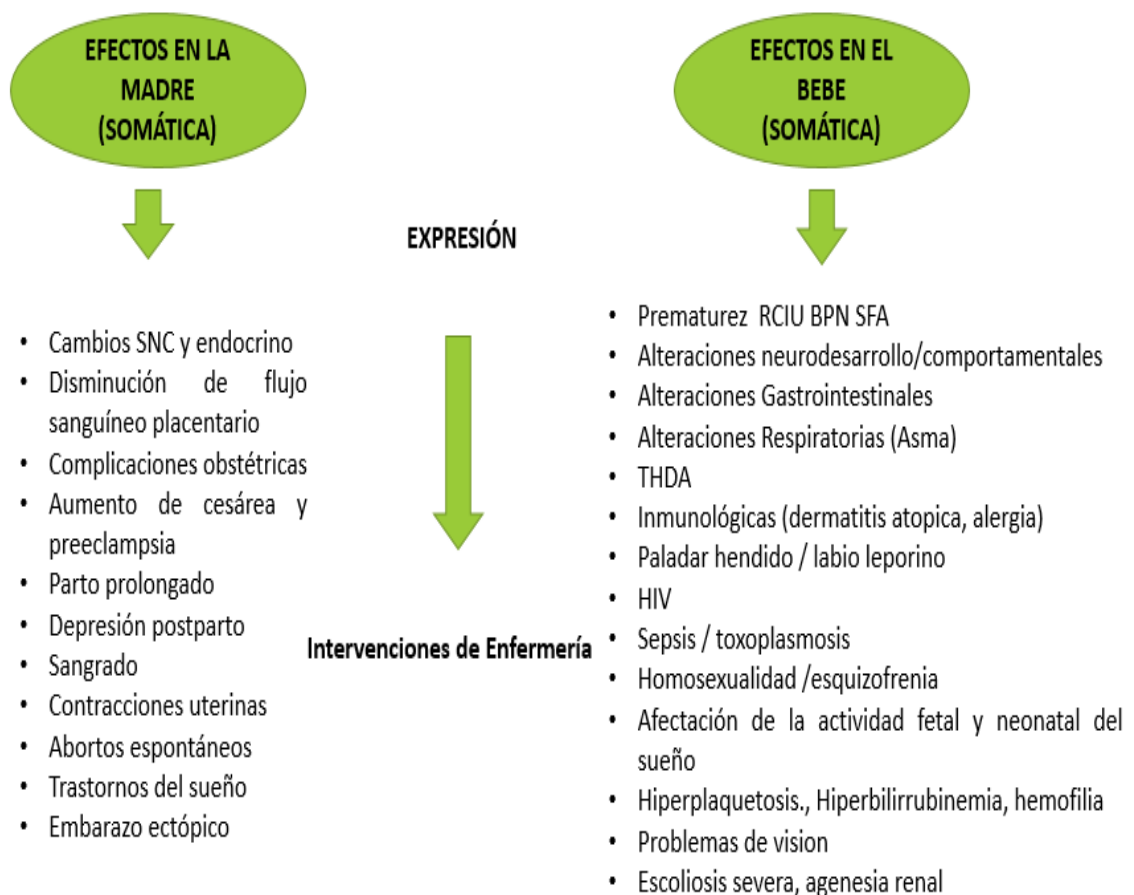 EFECTOS EN LA
MADRE
(SOMÁTICA)
EFECTOS EN EL
BEBE
(SOMÁTICA)
EXPRESIÓN
• Cambios SNC y endocrino
• Disminución de flujo
sanguíneo placentario
• Complicaciones obstétricas
• Aumento de cesárea y
preeclampsia
• Parto prolongado
• Depresión postparto
• Sangrado
• Contracciones uterinas
• Abortos espontáneos
• Trastornos del sueño
• Embarazo ectópico
Intervenciones de Enfermería
• Prematurez RCIU BPN SFA
• Alteraciones neurodesarrollo/comportamentales
• Alteraciones Gastrointestinales
• Alteraciones Respiratorias (Asma)
• THDA
• Inmunológicas (dermatitis atopica, alergia)
• Paladar hendido / labio leporino
• HIV
• Sepsis / toxoplasmosis
• Homosexualidad /esquizofrenia
• Afectación de la actividad fetal y neonatal del
sueño
• Hiperplaquetosis., Hiperbilirrubinemia, hemofilia
• Problemas de vision
• Escoliosis severa, agenesia renal